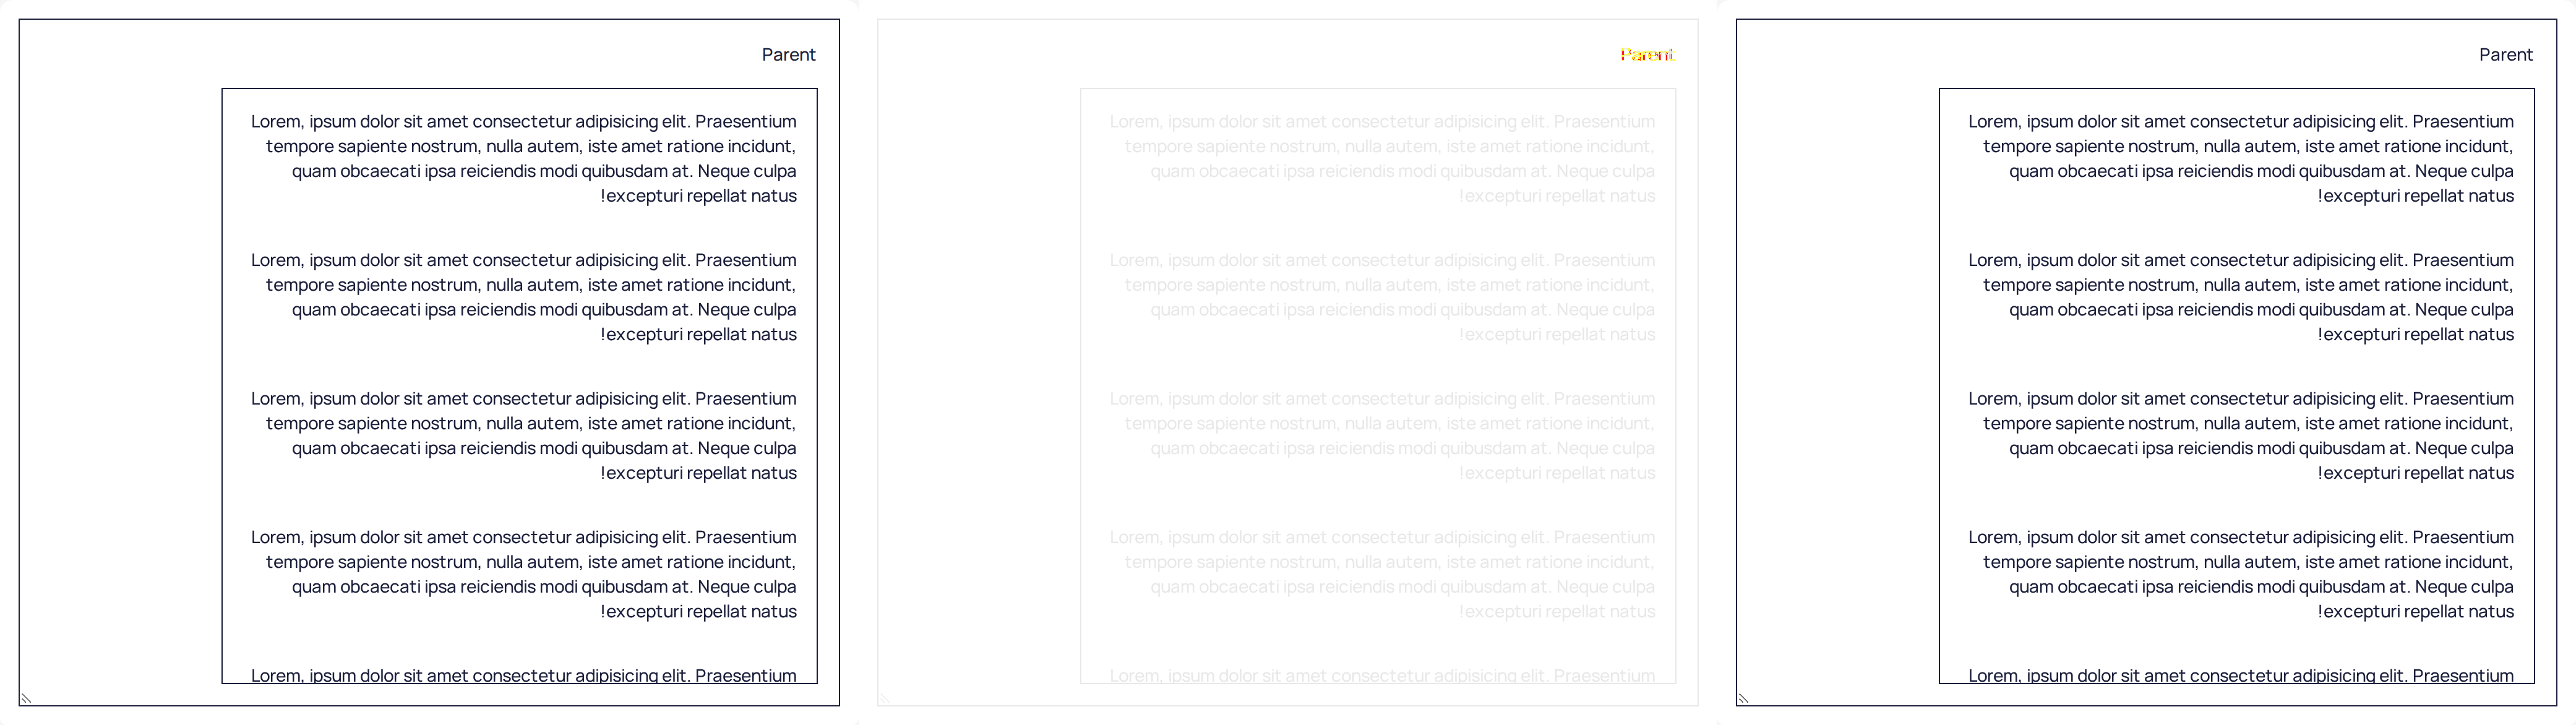 Parent
Lorem, ipsum dolor sit amet consectetur adipisicing elit. Praesentium
tempore sapiente nostrum, nulla autem, iste amet ratione incidunt,
quam obcaecati ipsa reiciendis modi quibusdam at. Neque culpa
!excepturi repellat natus
Lorem, ipsum dolor sit amet consectetur adipisicing elit. Praesentium
tempore sapiente nostrum, nulla autem, iste amet ratione incidunt,
quam obcaecati ipsa reiciendis modi quibusdam at. Neque culpa
!excepturi repellat natus
Lorem, ipsum dolor sit amet consectetur adipisicing elit. Praesentium
tempore sapiente nostrum, nulla autem, iste amet ratione incidunt,
quam obcaecati ipsa reiciendis modi quibusdam at. Neque culpa
!excepturi repellat natus
Lorem, ipsum dolor sit amet consectetur adipisicing elit. Praesentium
tempore sapiente nostrum, nulla autem, iste amet ratione incidunt,
quam obcaecati ipsa reiciendis modi quibusdam at. Neque culpa
!excepturi repellat natus
Lorem, ipsum dolor sit amet consectetur adipisicing elit. Praesentium
Parent
Lorem, ipsum dolor sit amet consectetur adipisicing elit. Praesentium
tempore sapiente nostrum, nulla autem, iste amet ratione incidunt,
quam obcaecati ipsa reiciendis modi quibusdam at. Neque culpa
!excepturi repellat natus
Lorem, ipsum dolor sit amet consectetur adipisicing elit. Praesentium
tempore sapiente nostrum, nulla autem, iste amet ratione incidunt,
quam obcaecati ipsa reiciendis modi quibusdam at. Neque culpa
!excepturi repellat natus
Lorem, ipsum dolor sit amet consectetur adipisicing elit. Praesentium
tempore sapiente nostrum, nulla autem, iste amet ratione incidunt,
quam obcaecati ipsa reiciendis modi quibusdam at. Neque culpa
!excepturi repellat natus
Lorem, ipsum dolor sit amet consectetur adipisicing elit. Praesentium
tempore sapiente nostrum, nulla autem, iste amet ratione incidunt,
quam obcaecati ipsa reiciendis modi quibusdam at. Neque culpa
!excepturi repellat natus
Lorem, ipsum dolor sit amet consectetur adipisicing elit. Praesentium
Parent
Lorem, ipsum dolor sit amet consectetur adipisicing elit. Praesentium
tempore sapiente nostrum, nulla autem, iste amet ratione incidunt,
quam obcaecati ipsa reiciendis modi quibusdam at. Neque culpa
!excepturi repellat natus
Lorem, ipsum dolor sit amet consectetur adipisicing elit. Praesentium
tempore sapiente nostrum, nulla autem, iste amet ratione incidunt,
quam obcaecati ipsa reiciendis modi quibusdam at. Neque culpa
!excepturi repellat natus
Lorem, ipsum dolor sit amet consectetur adipisicing elit. Praesentium
tempore sapiente nostrum, nulla autem, iste amet ratione incidunt,
quam obcaecati ipsa reiciendis modi quibusdam at. Neque culpa
!excepturi repellat natus
Lorem, ipsum dolor sit amet consectetur adipisicing elit. Praesentium
tempore sapiente nostrum, nulla autem, iste amet ratione incidunt,
quam obcaecati ipsa reiciendis modi quibusdam at. Neque culpa
!excepturi repellat natus
Lorem, ipsum dolor sit amet consectetur adipisicing elit. Praesentium